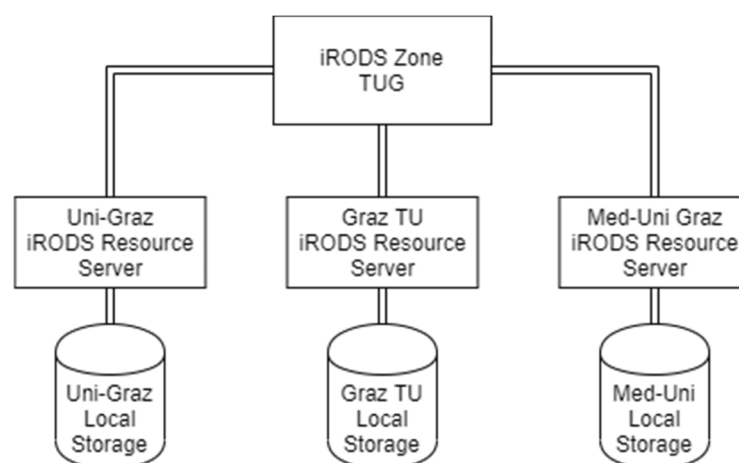 iRODS Zone
TUG
Uni-Graz
iRODS Resource
Server
Graz TU
iRODS Resource
Server
Med-Uni Graz
iRODS Resource
Server
Uni-Graz
Local
Storage
Graz TU
Local
Storage
Med-Uni
Local
Storage